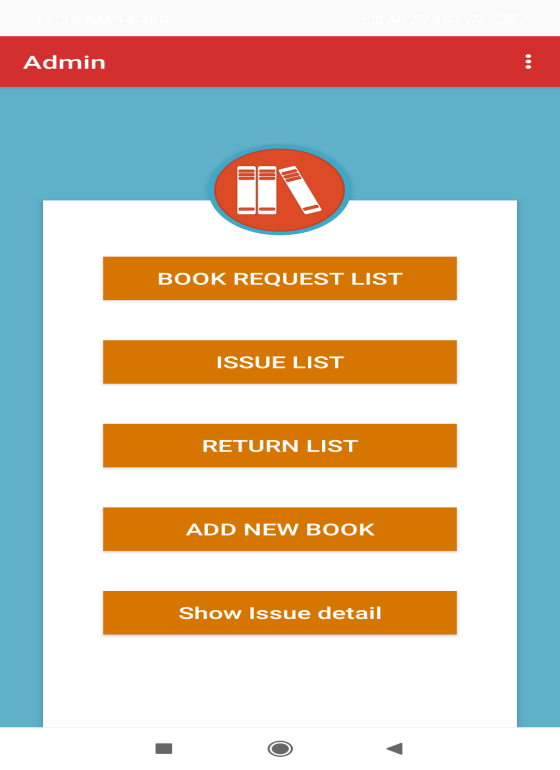 Admin
BOOK REQUEST LIST
ISSUE LIST
RETURN LIST
ADD NEW BOOK
Show Issue detail